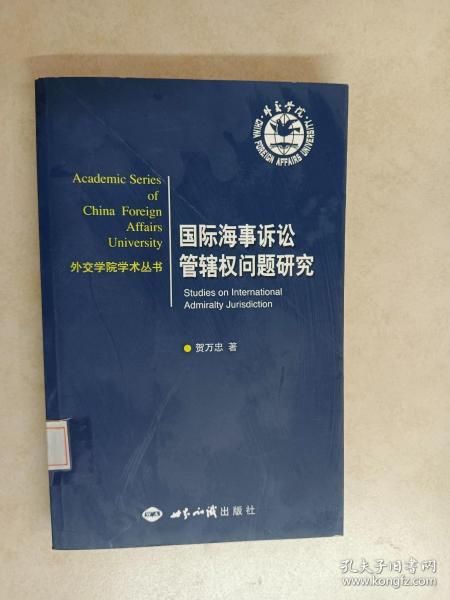 外交学院
CHINA FOREIGN AFFAIRS UNIVERSITY
Academic Series
of
China Foreign
Affairs
University
外交学院学术丛书
国际海事诉讼
管辖权问题研究
Studies on International
Admiralty Jurisdiction
贺万忠 著
世界知识出版社
孔夫子旧书网
www.kongfz.com